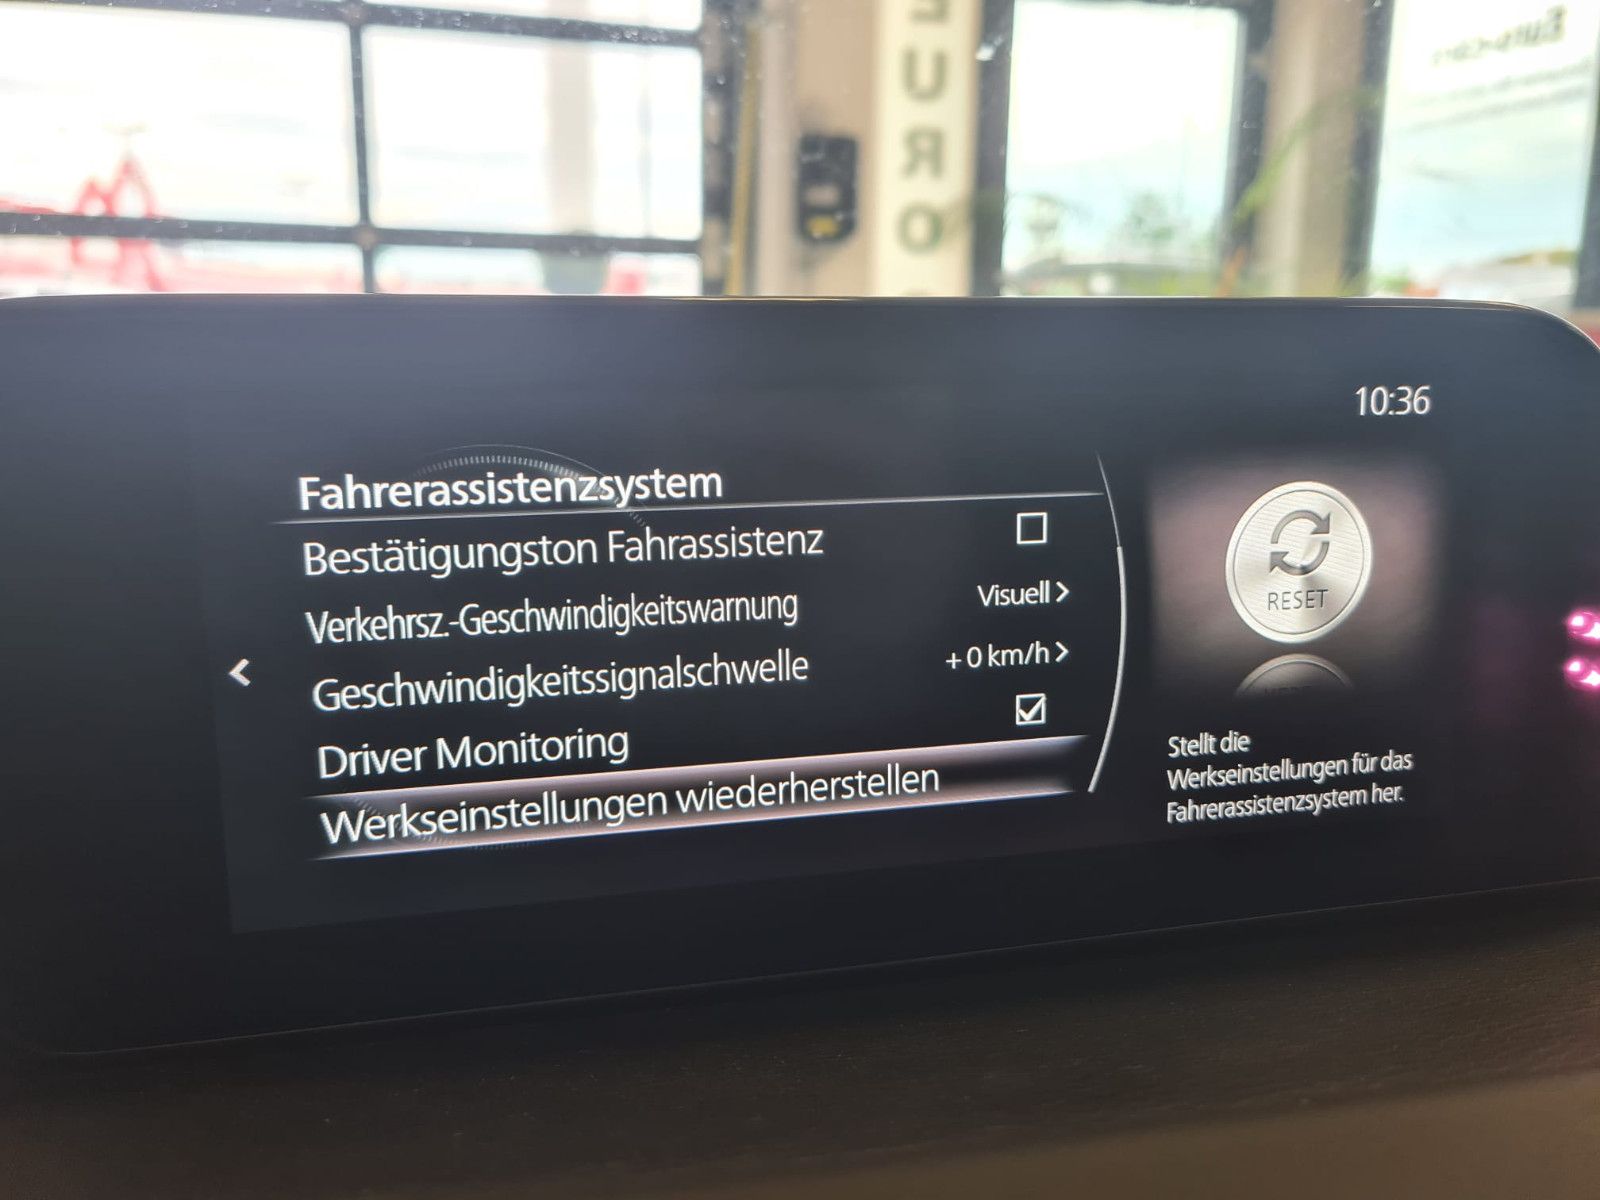 EURO
10:36
Fahrerassistenzsystem
Bestätigungston Fahrassistenz
Verkehrsz.-Geschwindigkeitswarnung Visuell >
Geschwindigkeitssignalschwelle +0 km/h >
Driver Monitoring
Werkseinstellungen wiederherstellen
RESET
Stellt die
Werkseinstellungen für das
Fahrerassistenzsystem her.